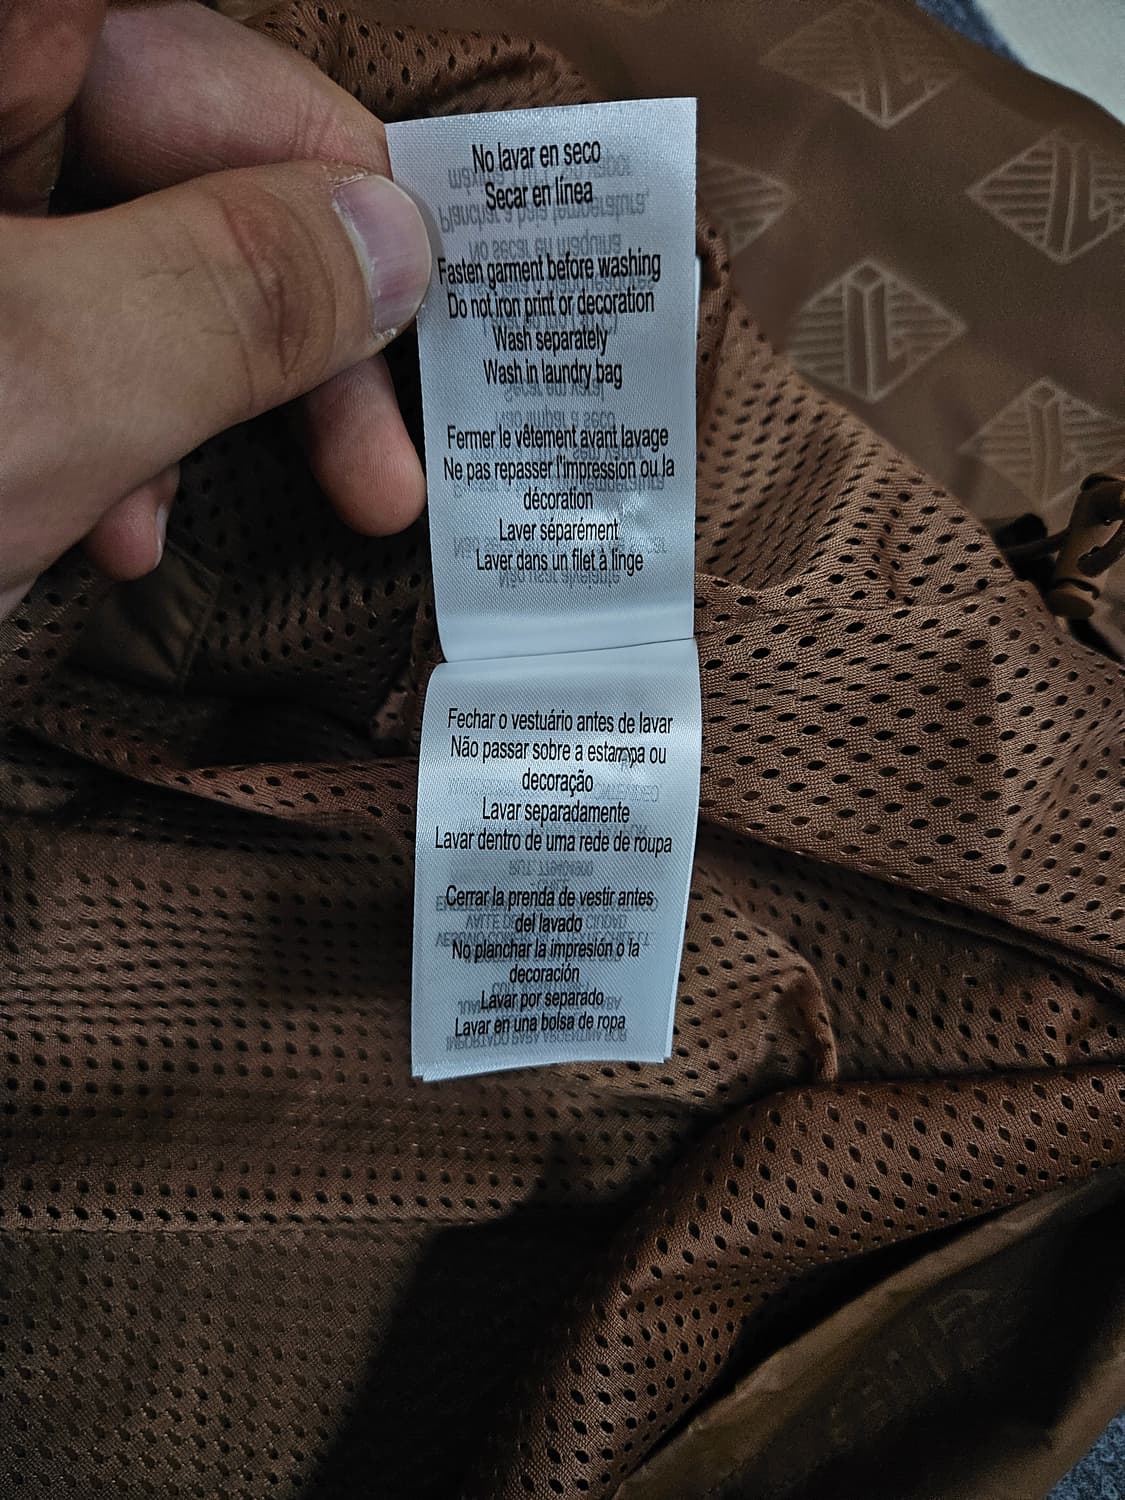 No lavar en seco
Secar en línea
Fasten garment before washing
Do not iron print or decoration
Wash separately
Wash in laundry bag
Fermer le vêtement avant lavage
Ne pas repasser l'impression ou la
décoration
Laver séparément
Laver dans un filet à linge
Fechar o vestuário antes de lavar
Não passar sobre a estampa ou
decoração
Lavar separadamente
Lavar dentro de uma rede de roupa
Cerrar la prenda de vestir antes
del lavado
No planchar la impresión o la
decoración
Lavar por separado
Lavar en una bolsa de ropa